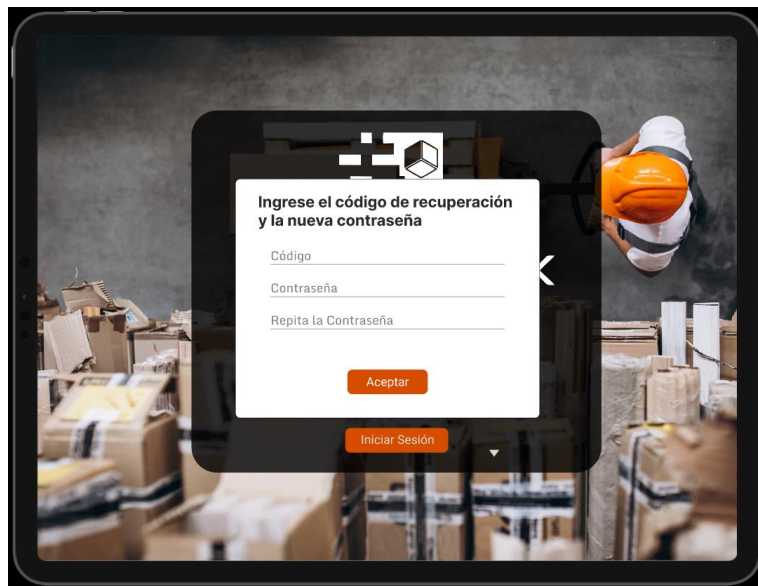 Ingrese el código de recuperación
y la nueva contraseña
Código
Contraseña
Repita la Contraseña
Aceptar
Iniciar Sesión